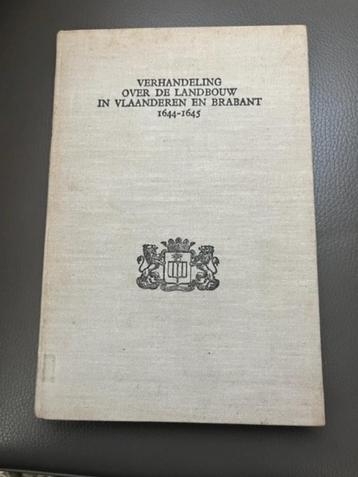 VERHANDELING
OVER DE LANDBOUW
IN VLAANDEREN EN BRABANT
1644-1645